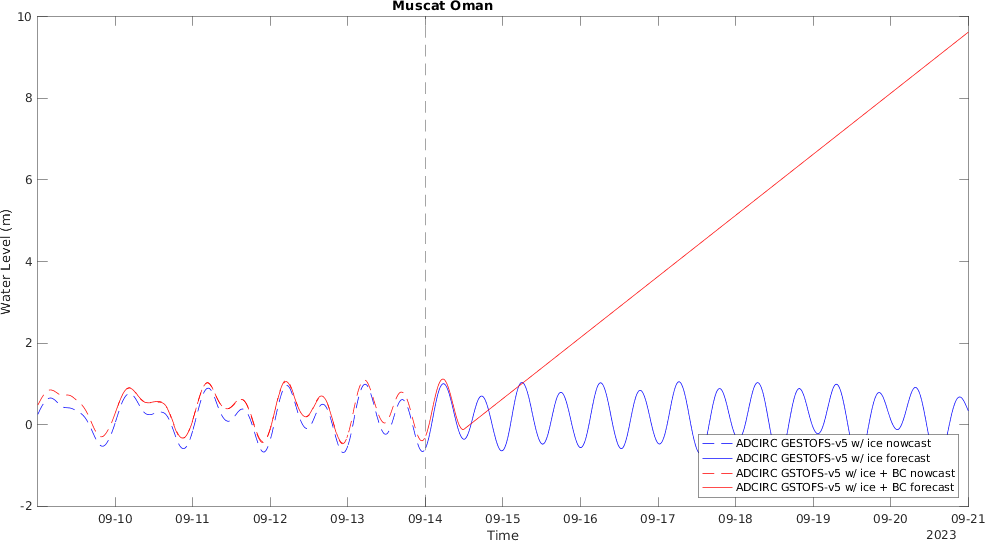 Muscat Oman
10
8
6
4
2
0
-2
Water Level (m)
09-10 09-11 09-12 09-13 09-14 09-15 09-16 09-17 09-18 09-19 09-20 09-21
Time
2023
ADCIRC GESTOFS-v5 w/ ice nowcast
ADCIRC GESTOFS-v5 w/ ice forecast
ADCIRC GSTOFS-v5 w/ ice + BC nowcast
ADCIRC GSTOFS-v5 w/ ice + BC forecast